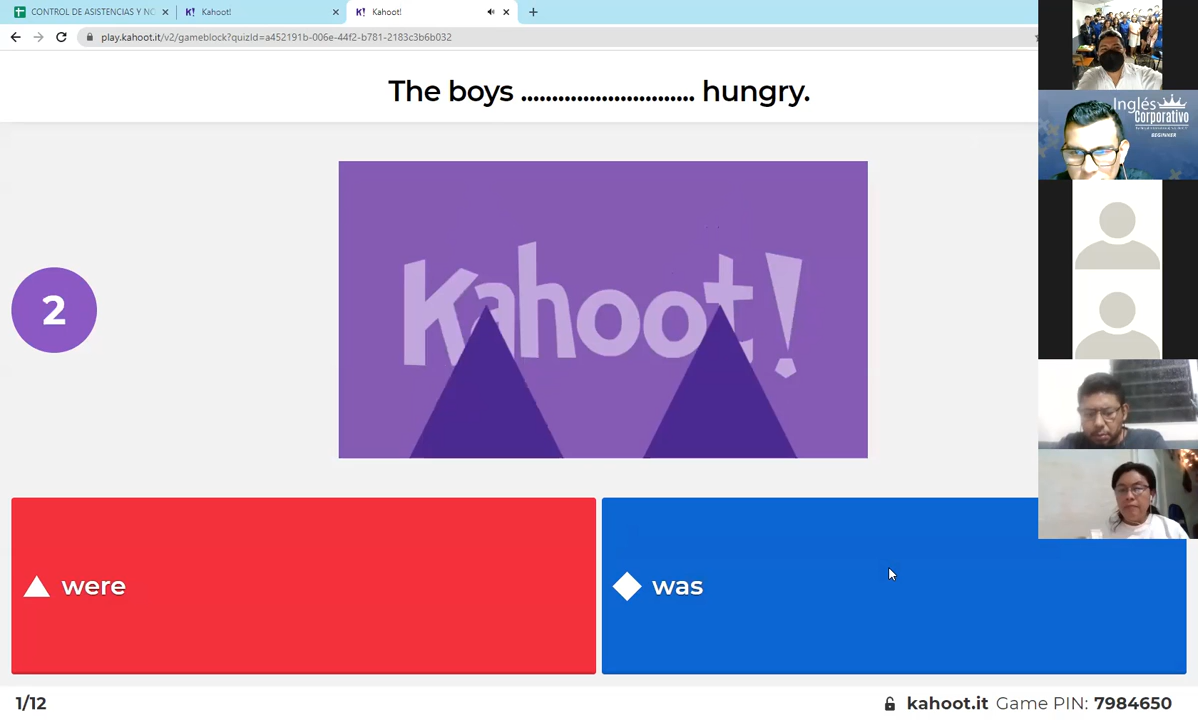 CONTROL DE ASISTENCIAS Y NO
Kahoot!
Kahoot!
play.kahoot.it/v2/gameblock?quizId=a452191b-006e-44f2-b781-2183c3b6b032
The boys ............................ hungry.
Inglés
Corporativo
BEGINNER
Kahoot!
2
were
was
1/12
kahoot.it Game PIN: 7984650